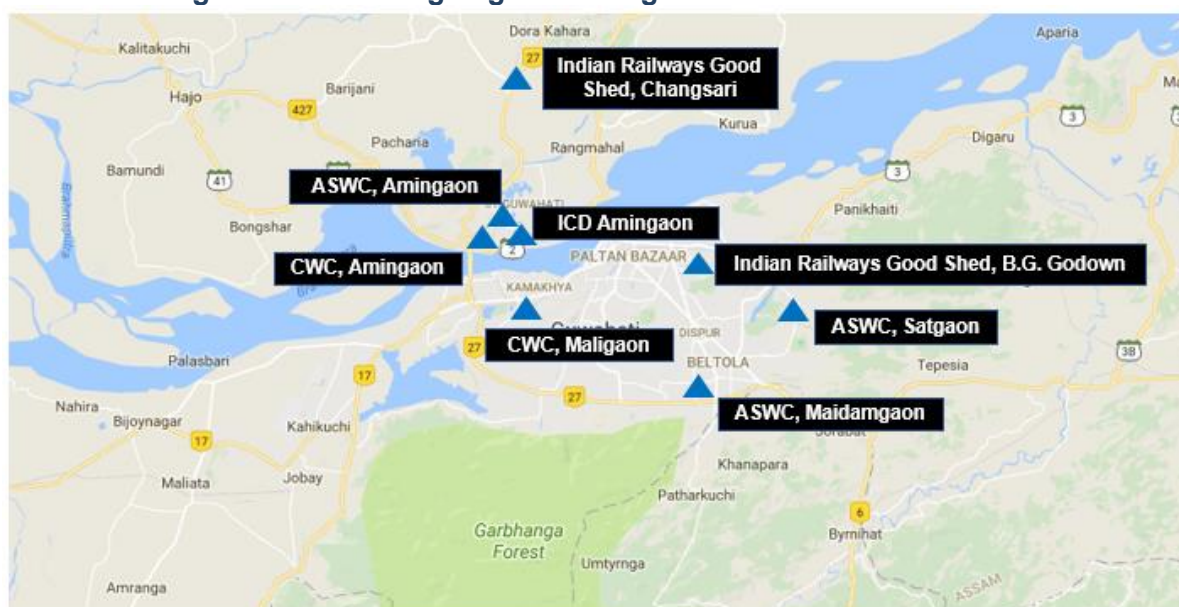 Dora Kahara
Aparia
Kalitakuchi
27
Indian Railways Good
Shed, Changsari
Hajo
Barijani
427
Kurua
3
Pacharia
Digaru
Rangmahal
Bamundi
41
3
ASWC, Amingaon
Panikhaiti
Brahmaputra
Bongshar
ICD Amingaon
2
PALTAN BAZAAR
CWC, Amingaon
Indian Railways Good Shed, B.G. Godown
KAMAKHYA
DISPUR
ASWC, Satgaon
CWC, Maligaon
27
Palasbari
BELTOLA
Tepesia
3B
17
27
Nahira
Bijoynagar
17
Kahikuchi
ASWC, Maidamgaon
Khanapara
Maliata
Jobay
Patharkuchi
6
Garbhanga
Forest
Byrnihat
Umtyrnga
Amranga
ASSAM